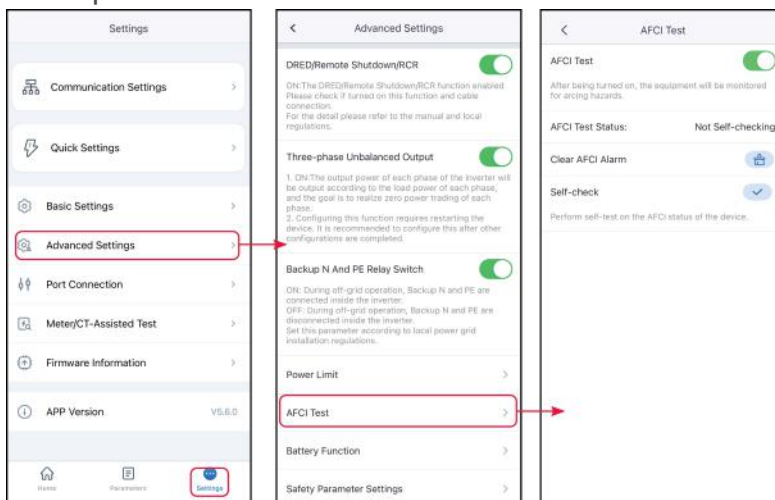 Settings
Communication Settings
Quick Settings
Basic Settings
Advanced Settings
Port Connection
Meter/CT-Assisted Test
Firmware Information
APP Version V5.6.0
Home Parameters Settings
Advanced Settings
DRED/Remote Shutdown/RCR
ON:The DRED/Remote Shutdown/RCR function enabled
Please check if turned on this function and cable
connection.
For the detail please refer to the manual and local
regulations.
Three-phase Unbalanced Output
1. ON:The output power of each phase of the inverter will
be output according to the load power of each phase,
and the goal is to realize zero power trading of each
phase.
2. Configuring this function requires restarting the
device. It is recommended to configure this after other
configurations are completed.
Backup N And PE Relay Switch
ON: During off-grid operation, Backup N and PE are
connected inside the inverter.
OFF: During off-grid operation, Backup N and PE are
disconnected inside the inverter.
Set this parameter according to local power grid
installation regulations.
Power Limit
AFCI Test
Battery Function
Safety Parameter Settings
AFCI Test
AFCI Test
After being turned on, the equipment will be monitored
for arcing hazards.
AFCI Test Status: Not Self-checking
Clear AFCI Alarm
Self-check
Perform self-test on the AFCI status of the device.